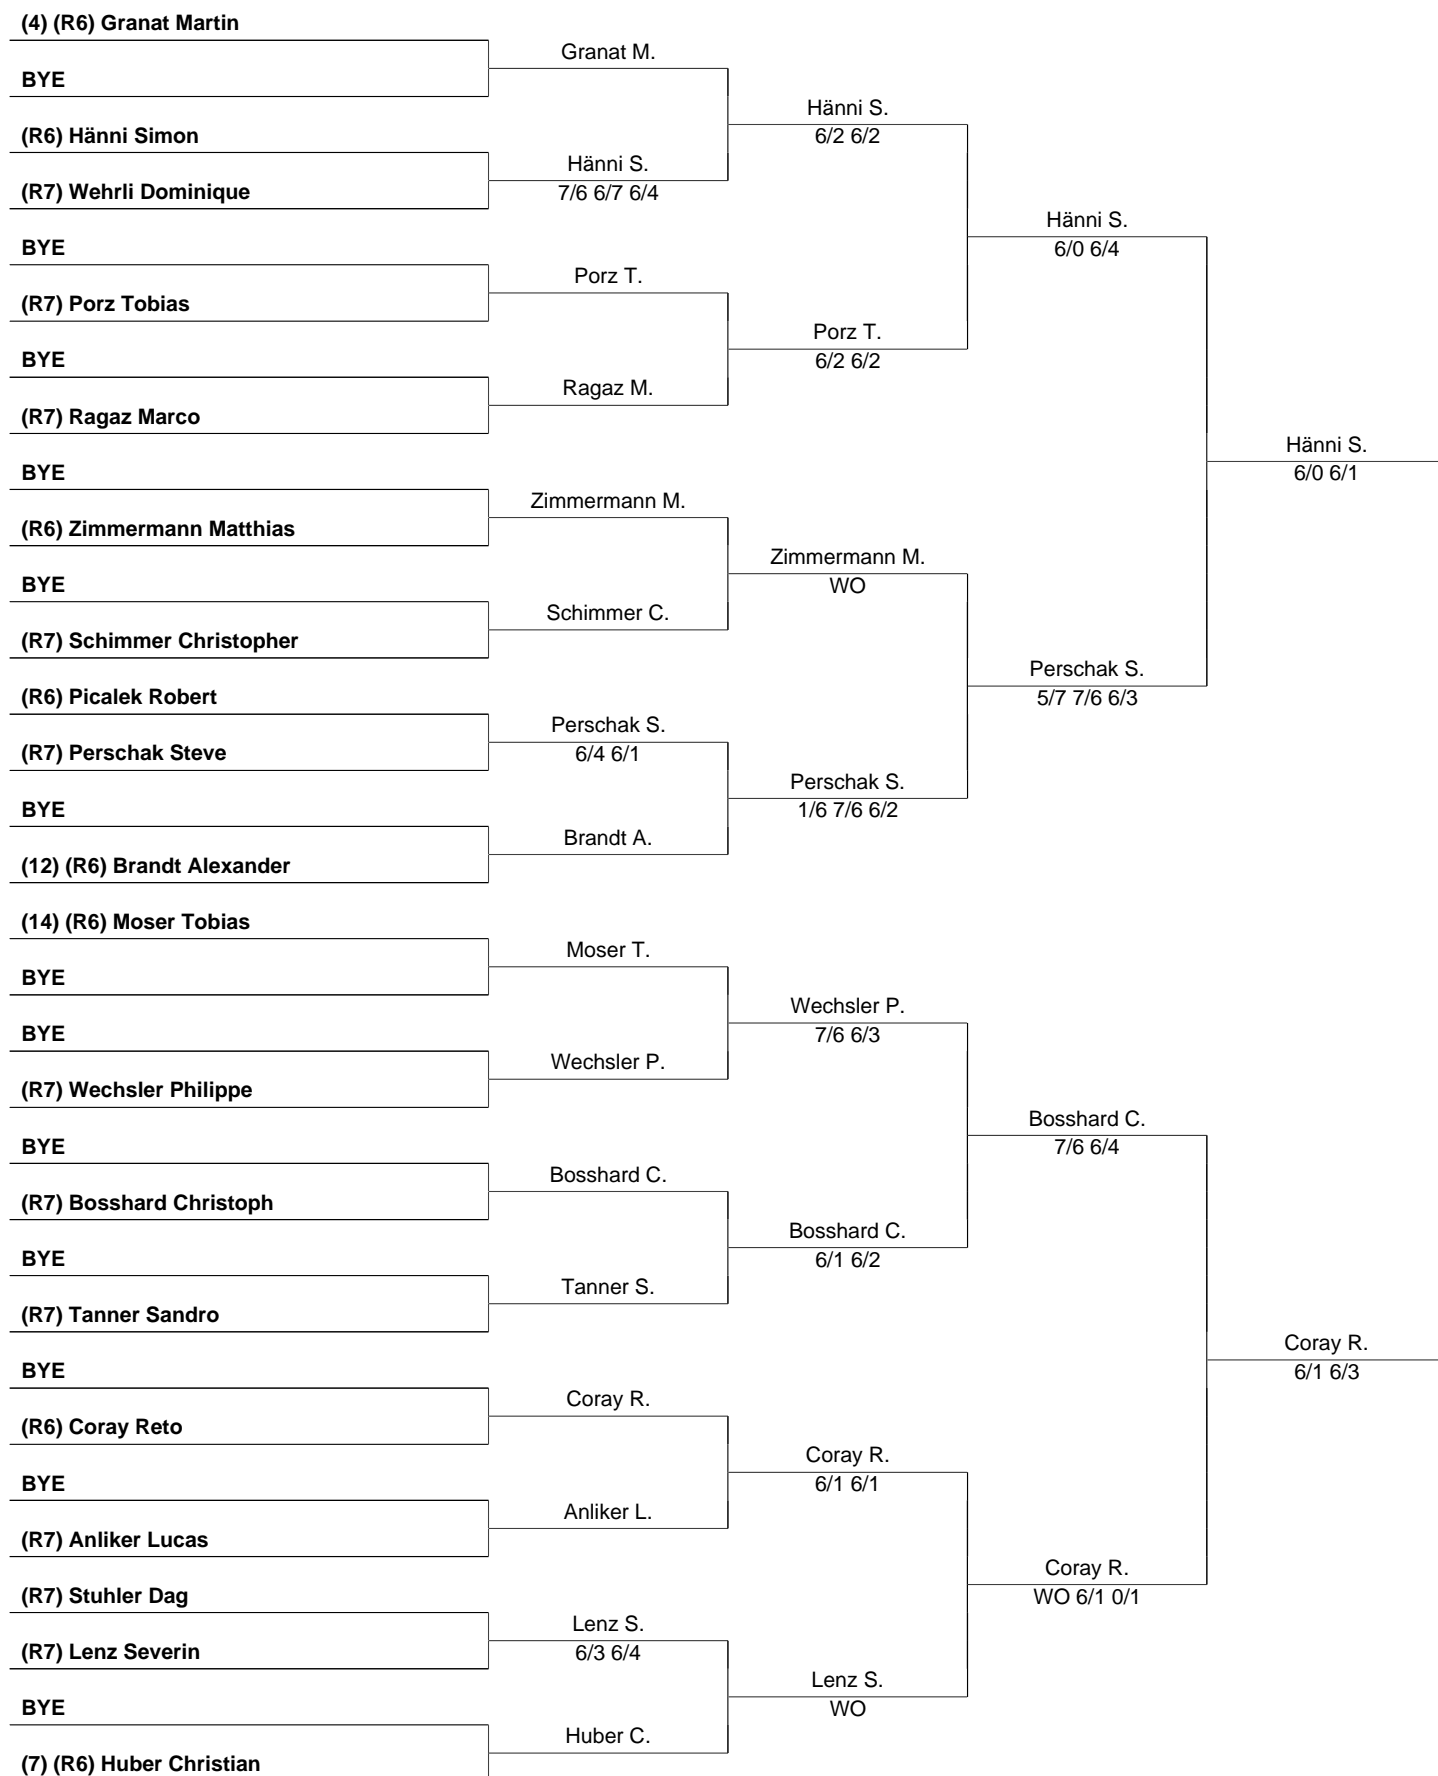 (4) (R6) Granat Martin
Granat M.
BYE
Hänni S.
6/2 6/2
(R6) Hänni Simon
Hänni S.
7/6 6/7 6/4
(R7) Wehrli Dominique
Hänni S.
6/0 6/4
BYE
Porz T.
(R7) Porz Tobias
Porz T.
6/2 6/2
BYE
Ragaz M.
(R7) Ragaz Marco
Hänni S.
6/0 6/1
BYE
Zimmermann M.
(R6) Zimmermann Matthias
Zimmermann M.
WO
BYE
Schimmer C.
(R7) Schimmer Christopher
Perschak S.
5/7 7/6 6/3
(R6) Picalek Robert
Perschak S.
6/4 6/1
(R7) Perschak Steve
Perschak S.
1/6 7/6 6/2
BYE
Brandt A.
(12) (R6) Brandt Alexander
(14) (R6) Moser Tobias
Moser T.
BYE
Wechsler P.
7/6 6/3
BYE
Wechsler P.
(R7) Wechsler Philippe
Bosshard C.
7/6 6/4
BYE
Bosshard C.
(R7) Bosshard Christoph
Bosshard C.
6/1 6/2
BYE
Tanner S.
(R7) Tanner Sandro
Coray R.
6/1 6/3
BYE
Coray R.
(R6) Coray Reto
Coray R.
6/1 6/1
BYE
Anliker L.
(R7) Anliker Lucas
Coray R.
WO 6/1 0/1
(R7) Stuhler Dag
Lenz S.
6/3 6/4
(R7) Lenz Severin
Lenz S.
WO
BYE
Huber C.
(7) (R6) Huber Christian